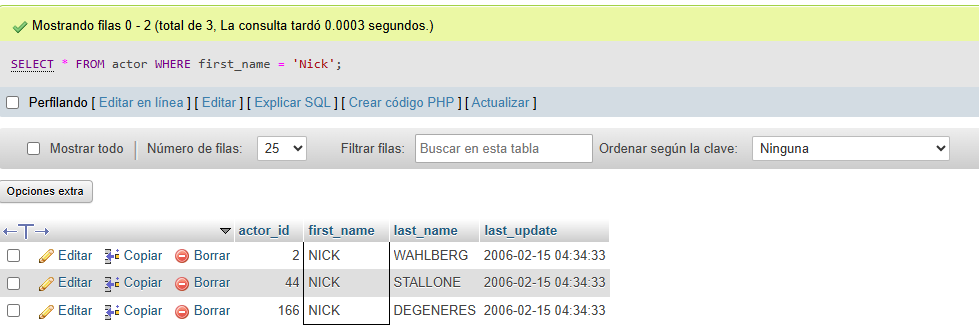 Mostrando filas 0 - 2 (total de 3, La consulta tardó 0.0003 segundos.)
SELECT * FROM actor WHERE first_name = 'Nick';
Perfilando [ Editar en línea ] [ Editar ] [ Explicar SQL ] [ Crear código PHP ] [ Actualizar ]
Mostrar todo Número de filas: 25 Filtrar filas: Buscar en esta tabla Ordenar según la clave: Ninguna
Opciones extra
←T→ actor_id first_name last_name last_update
Editar Copiar Borrar 2 NICK WAHLBERG 2006-02-15 04:34:33
Editar Copiar Borrar 44 NICK STALLONE 2006-02-15 04:34:33
Editar Copiar Borrar 166 NICK DEGENERES 2006-02-15 04:34:33